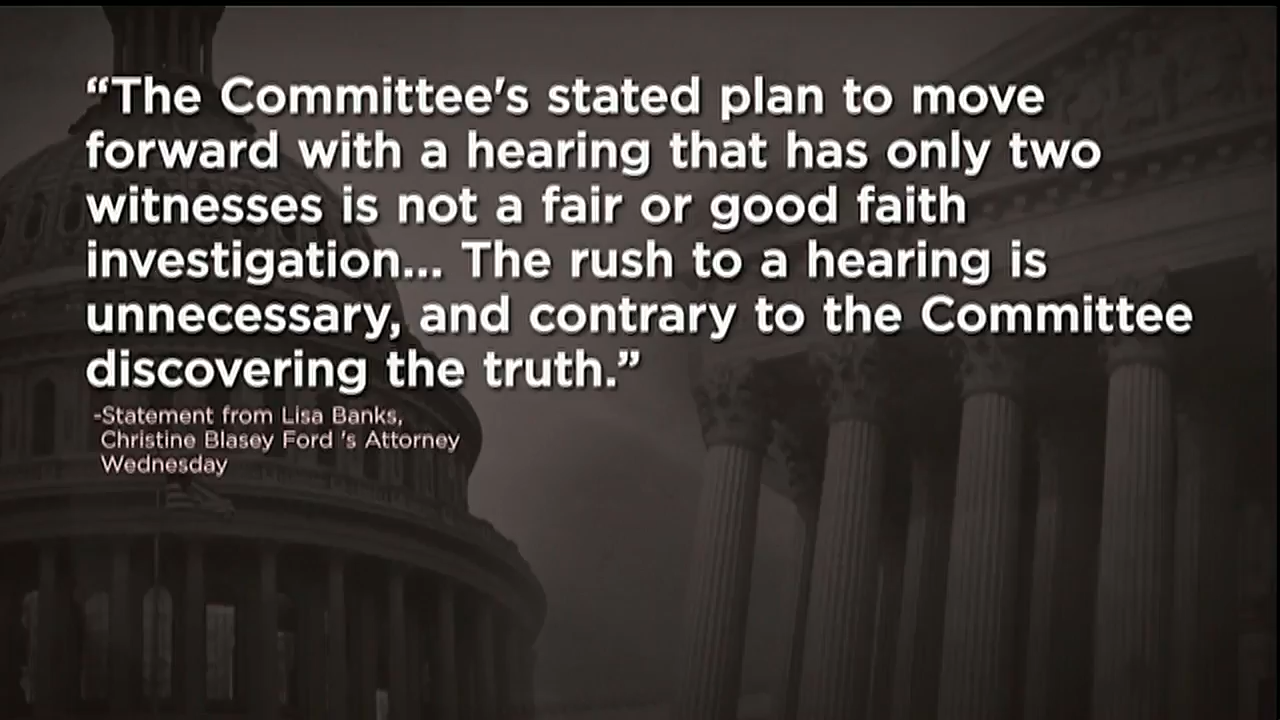 “The Committee's stated plan to move
forward with a hearing that has only two
witnesses is not a fair or good faith
investigation... The rush to a hearing is
unnecessary, and contrary to the Committee
discovering the truth.”
-Statement from Lisa Banks,
Christine Blasey Ford 's Attorney
Wednesday